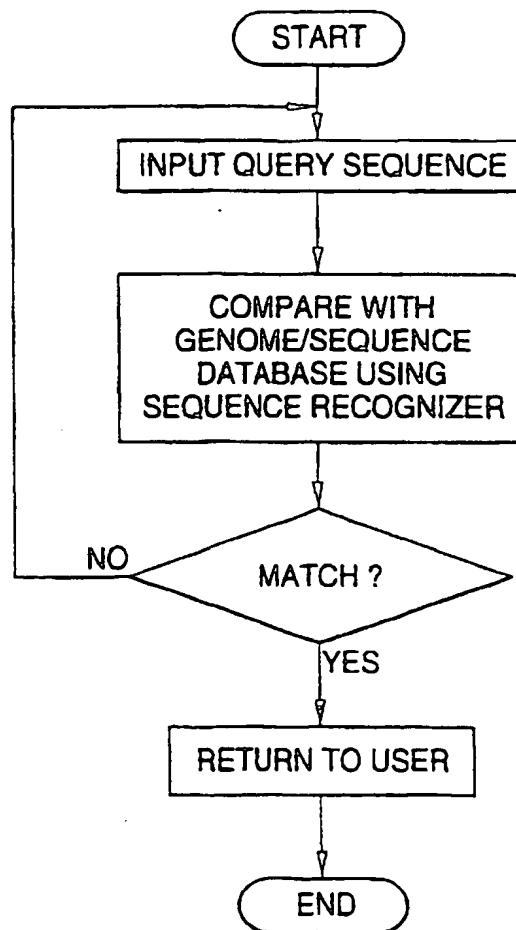 START
INPUT QUERY SEQUENCE
COMPARE WITH
GENOME/SEQUENCE
DATABASE USING
SEQUENCE RECOGNIZER
NO
MATCH ?
YES
RETURN TO USER
END